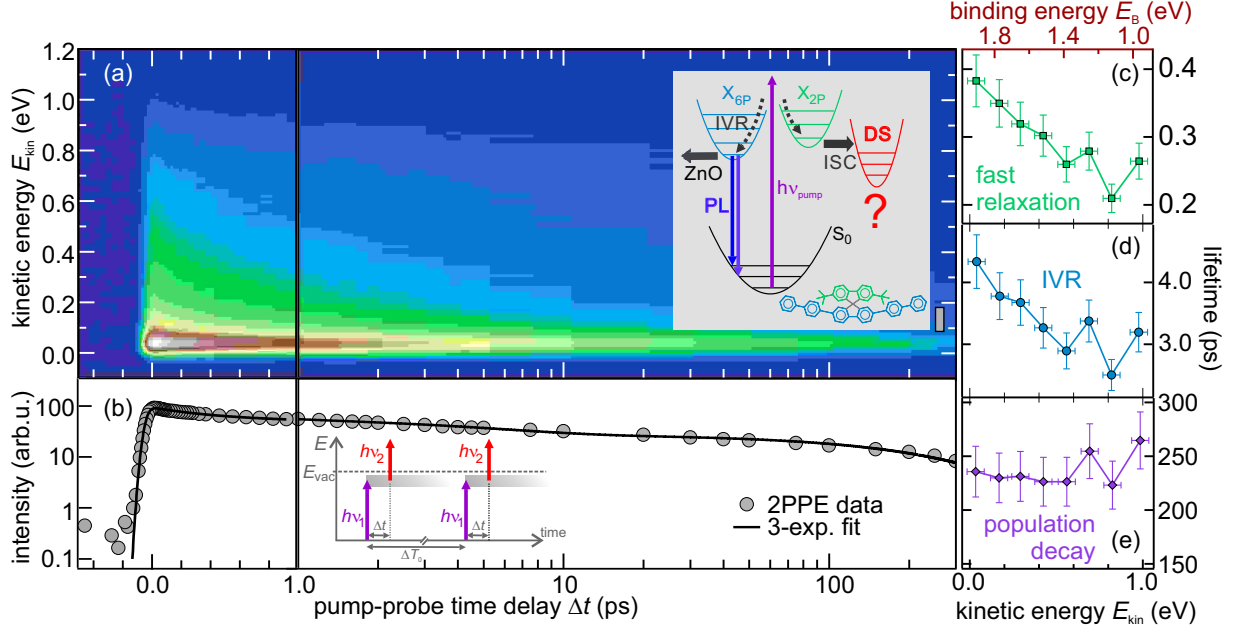 binding energy E_B (eV)
1.8
1.4
1.0
(a)
kinetic energy E_kin (eV)
1.2
1.0
0.8
0.6
0.4
0.2
0.0
X_6P
X_2P
IVR
DS
ZnO
ISC
PL
hν_pump
?
S_0
(b)
intensity (arb.u.)
100
10
1
0.1
E
E_vac
hν_2
hν_2
hν_1
hν_1
Δt
Δt
ΔT_0
time
2PPE data
3-exp. fit
0.0
1.0
10
100
pump-probe time delay Δt (ps)
(c)
0.4
0.3
0.2
fast
relaxation
(d)
IVR
4.0
3.0
lifetime (ps)
300
250
200
150
population
decay
(e)
0.0
1.0
kinetic energy E_kin (eV)